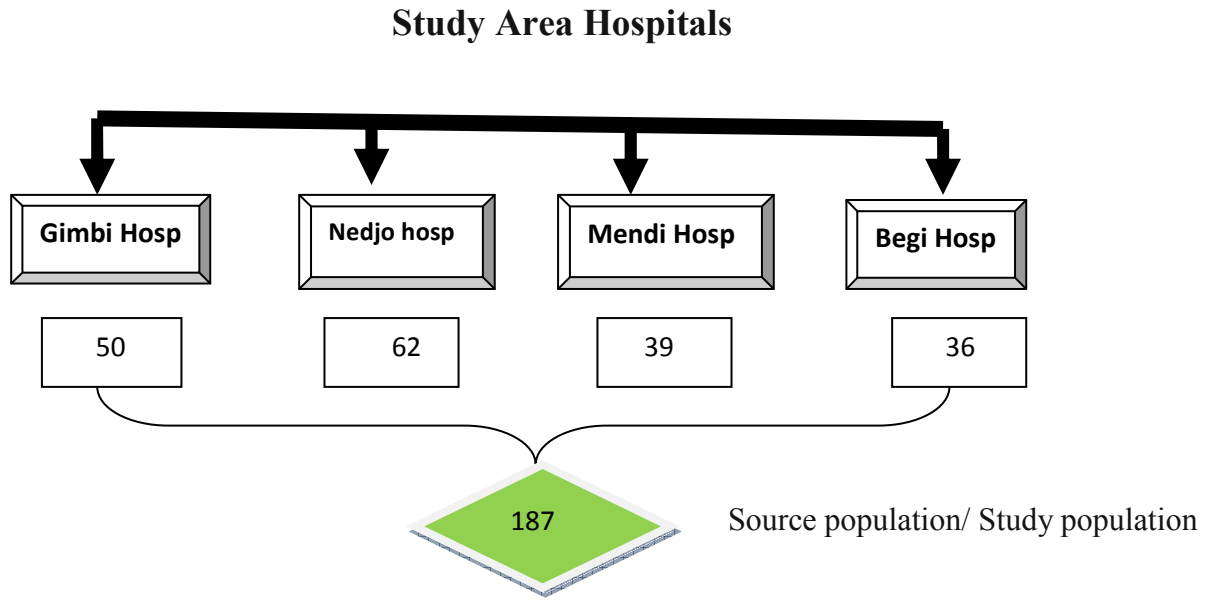 Study Area Hospitals
Gimbi Hosp
Nedjo hosp
Mendi Hosp
Begi Hosp
50
62
39
36
187
Source population/ Study population